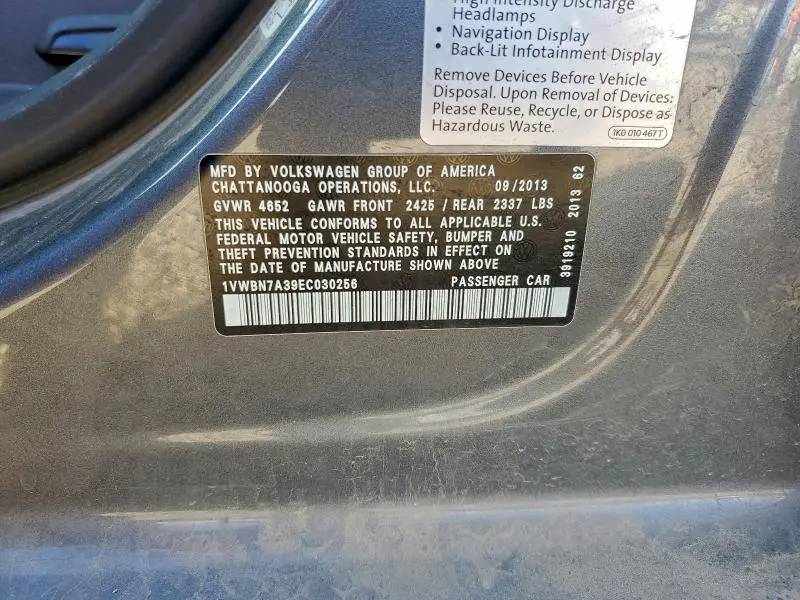 High Intensity Discharge
Headlamps
• Navigation Display
• Back-Lit Infotainment Display
Remove Devices Before Vehicle
Disposal. Upon Removal of Devices:
Please Reuse, Recycle, or Dispose as
Hazardous Waste.
1K0 010 467 T
MFD BY VOLKSWAGEN GROUP OF AMERICA
CHATTANOOGA OPERATIONS, LLC. 09/2013
GVWR 4652 GAWR FRONT 2425 / REAR 2337 LBS
THIS VEHICLE CONFORMS TO ALL APPLICABLE U.S.
FEDERAL MOTOR VEHICLE SAFETY, BUMPER AND
THEFT PREVENTION STANDARDS IN EFFECT ON
THE DATE OF MANUFACTURE SHOWN ABOVE
1VWBN7A39EC030256 PASSENGER CAR
3919210 2013 62